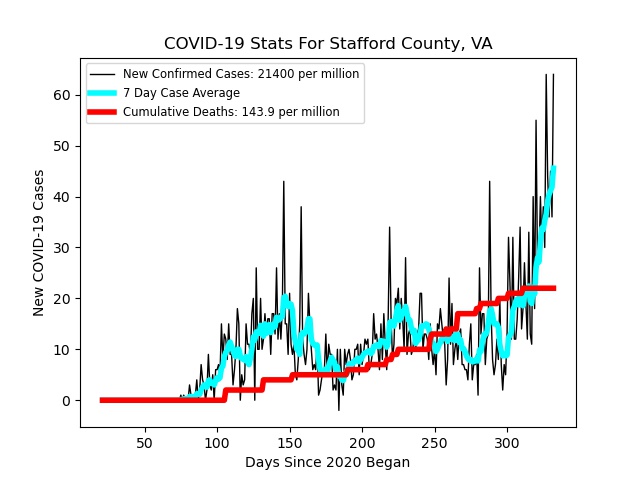 COVID-19 Stats For Stafford County, VA
New Confirmed Cases: 21400 per million
7 Day Case Average
Cumulative Deaths: 143.9 per million
New COVID-19 Cases
60
50
40
30
20
10
0
50 100 150 200 250 300
Days Since 2020 Began